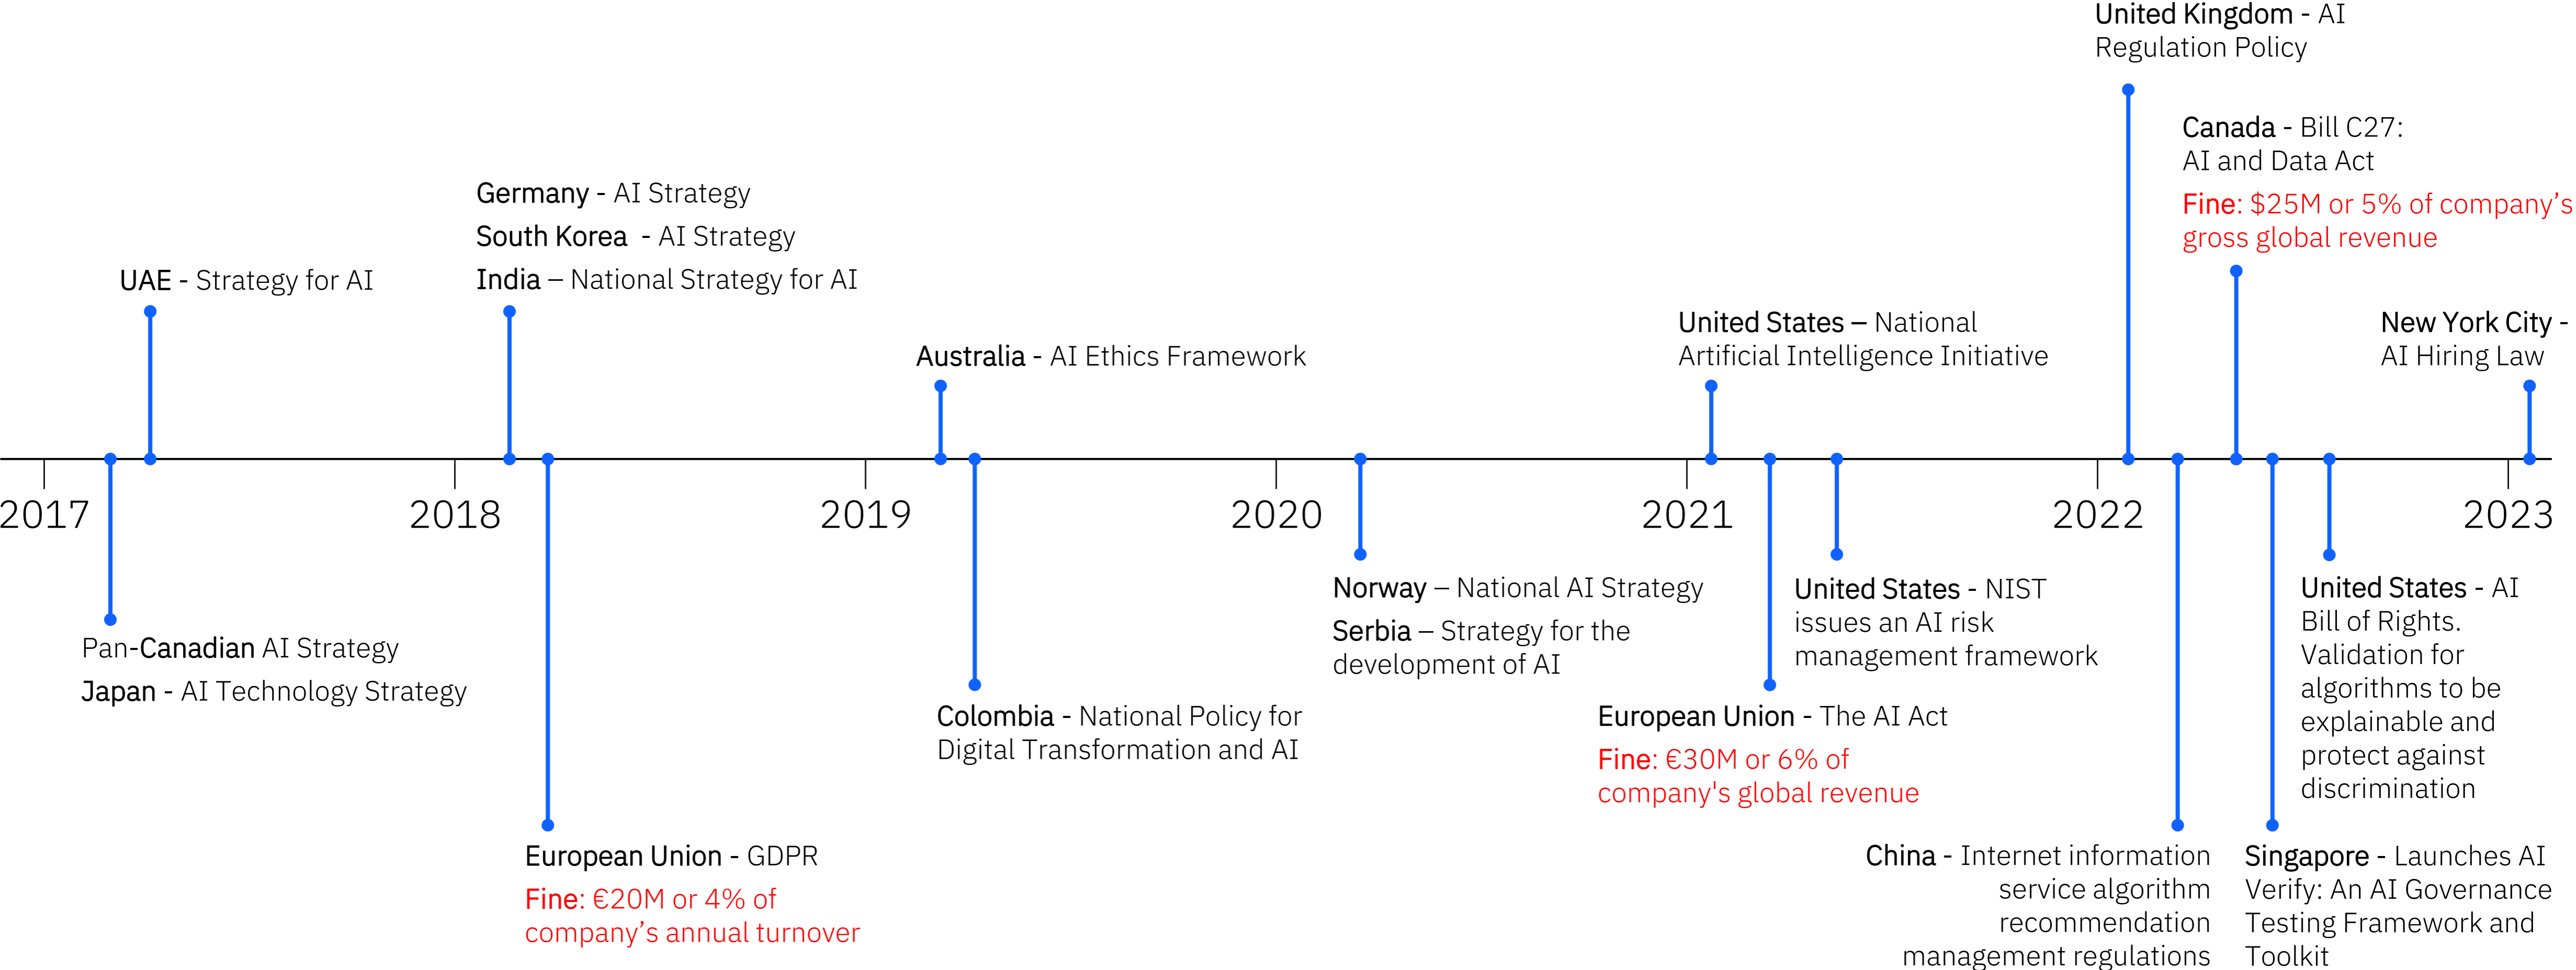 United Kingdom - AI
Regulation Policy
Canada - Bill C27:
AI and Data Act
Fine: $25M or 5% of company’s
gross global revenue
Germany - AI Strategy
South Korea  - AI Strategy
India – National Strategy for AI
UAE - Strategy for AI
Australia - AI Ethics Framework
United States – National
Artificial Intelligence Initiative
New York City -
AI Hiring Law
2017
2018
2019
2020
2021
2022
2023
Pan-Canadian AI Strategy
Japan - AI Technology Strategy
European Union - GDPR
Fine: €20M or 4% of
company’s annual turnover
Colombia - National Policy for
Digital Transformation and AI
Norway – National AI Strategy
Serbia – Strategy for the
development of AI
European Union - The AI Act
Fine: €30M or 6% of
company's global revenue
United States - NIST
issues an AI risk
management framework
China - Internet information
service algorithm
recommendation
management regulations
Singapore - Launches AI
Verify: An AI Governance
Testing Framework and
Toolkit
United States - AI
Bill of Rights.
Validation for
algorithms to be
explainable and
protect against
discrimination